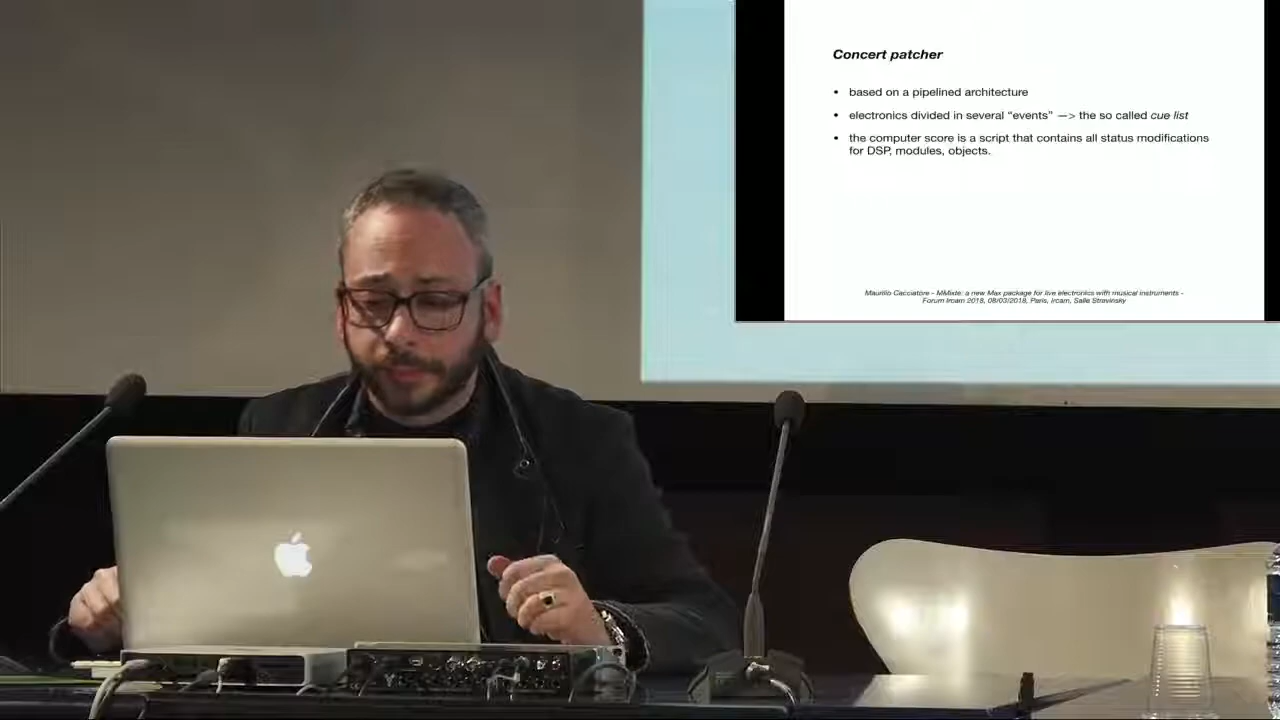 Concert patcher
• based on a pipelined architecture
• electronics divided in several “events” —> the so called cue list
• the computer score is a script that contains all status modifications
for DSP, modules, objects.
Maurilio Cacciatore - MMixte: a new Max package for live electronics with musical instruments -
Forum Ircam 2018, 08/03/2018, Paris, Ircam, Salle Stravinsky